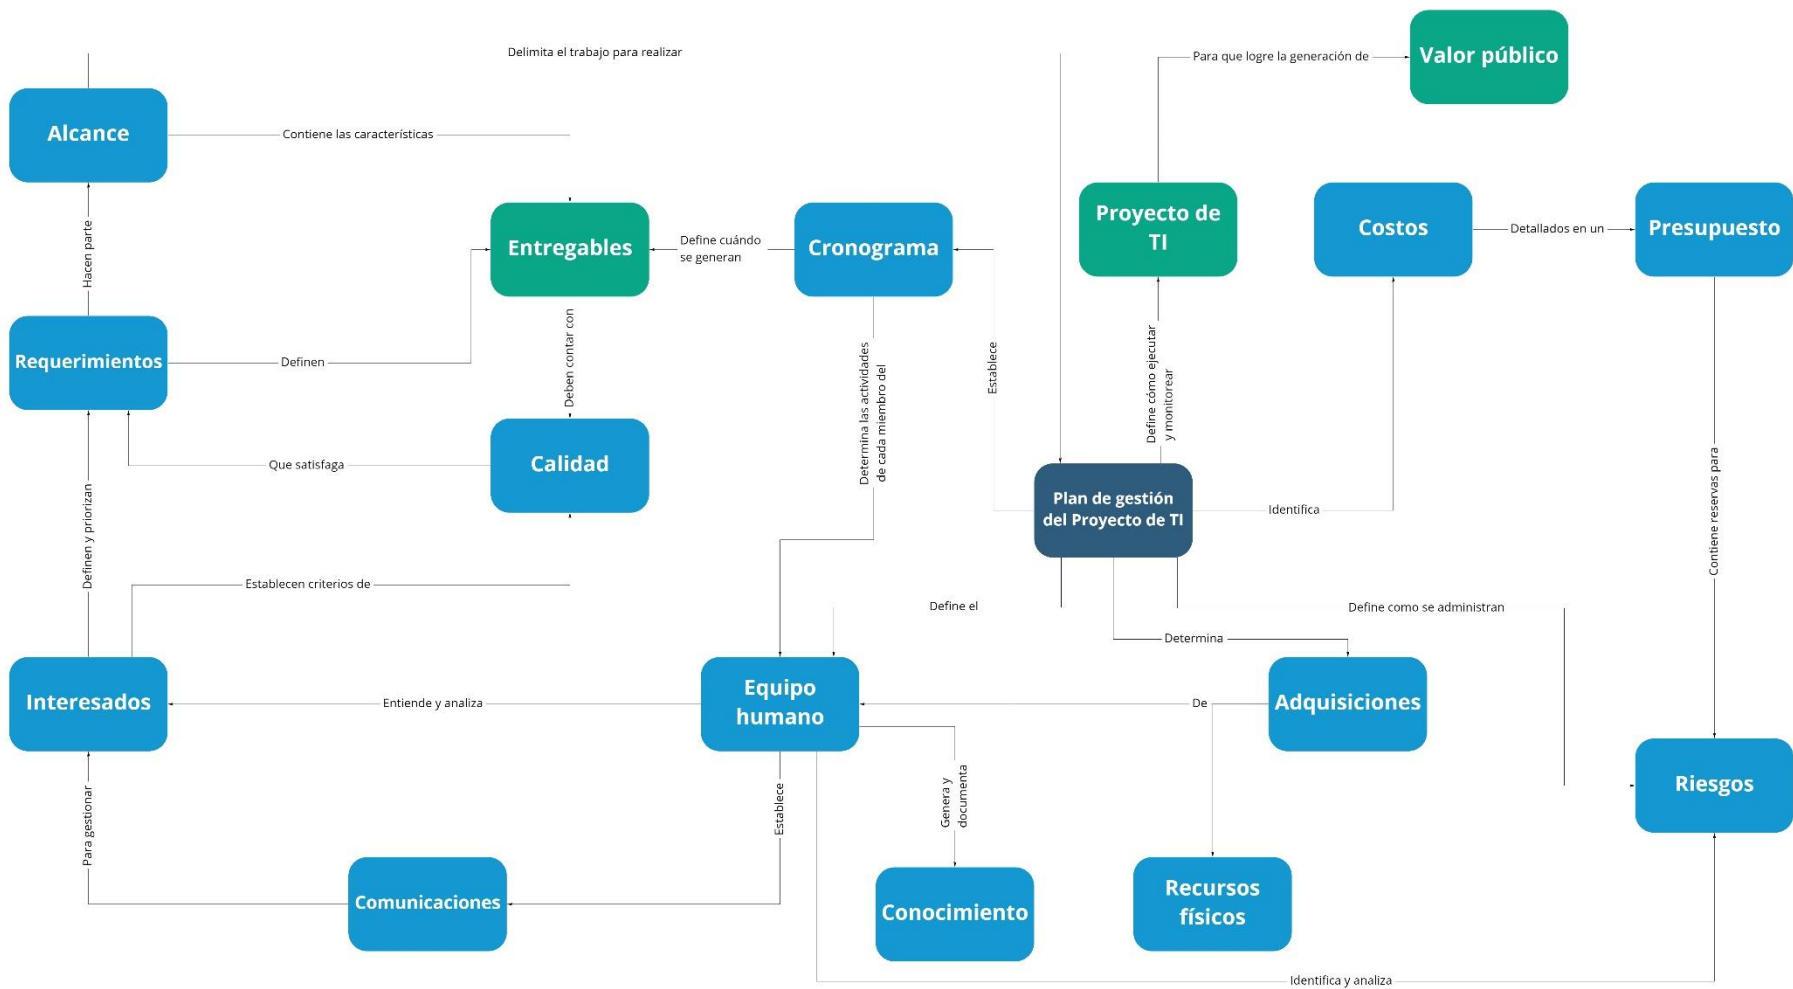 Delimita el trabajo para realizar
Valor público
Para que logre la generación de
Alcance
Contiene las características
Hacen parte
Entregables
Define cuándo
se generan
Cronograma
Proyecto de
TI
Costos
Detallados en un
Presupuesto
Requerimientos
Definen
Deben contar con
Determina las actividades
de cada miembro del
Establece
Define cómo ejecutar
y monitorear
Que satisfaga
Calidad
Plan de gestión
del Proyecto de TI
Identifica
Contiene reservas para
Definen y priorizan
Establecen criterios de
Define el
Define como se administran
Determina
Interesados
Entiende y analiza
Equipo
humano
De
Adquisiciones
Riesgos
Para gestionar
Establece
Genera y
documenta
Comunicaciones
Conocimiento
Recursos
físicos
Identifica y analiza